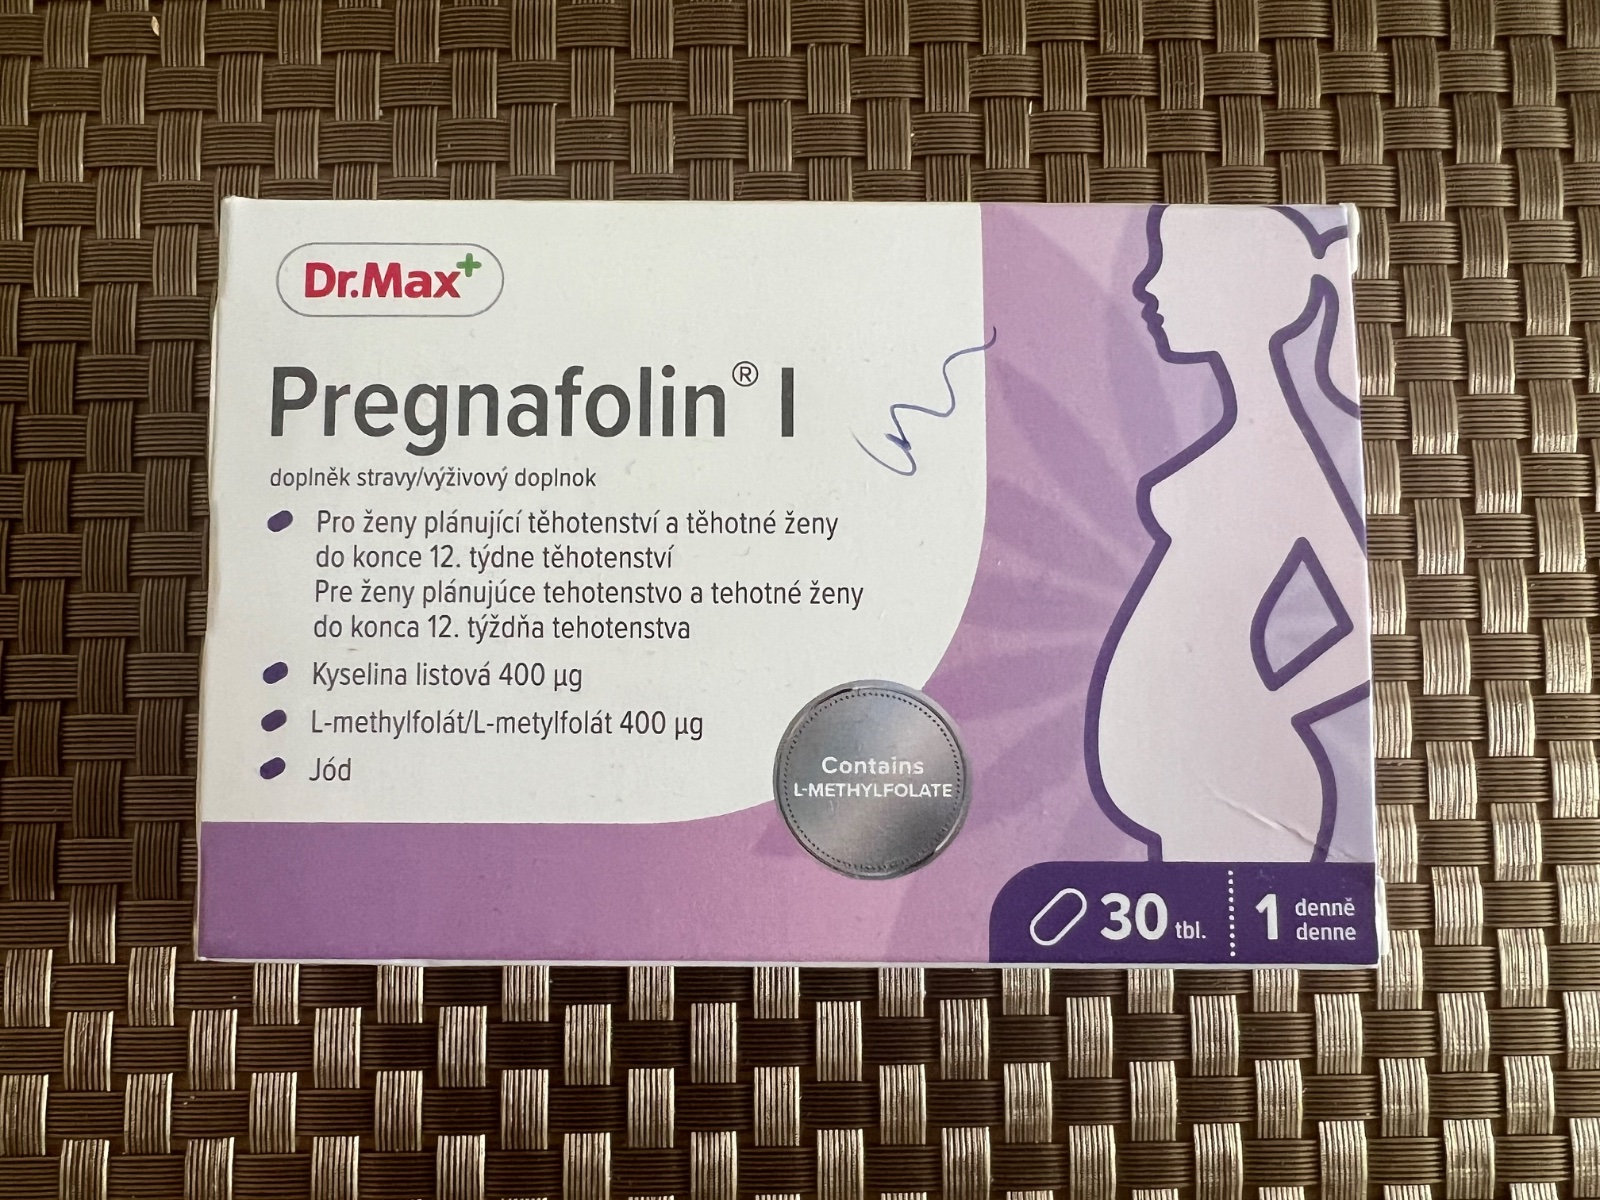 Dr.Max+
Pregnafolin® I
doplněk stravy/výživový doplnok
Pro ženy plánující těhotenství a těhotné ženy
do konce 12. týdne těhotenství
Pre ženy plánujúce tehotenstvo a tehotné ženy
do konca 12. týždňa tehotenstva
Kyselina listová 400 µg
L-methylfolát/L-metylfolát 400 µg
Jód
Contains
L-METHYLFOLATE
30 tbl.
1 denně
denne